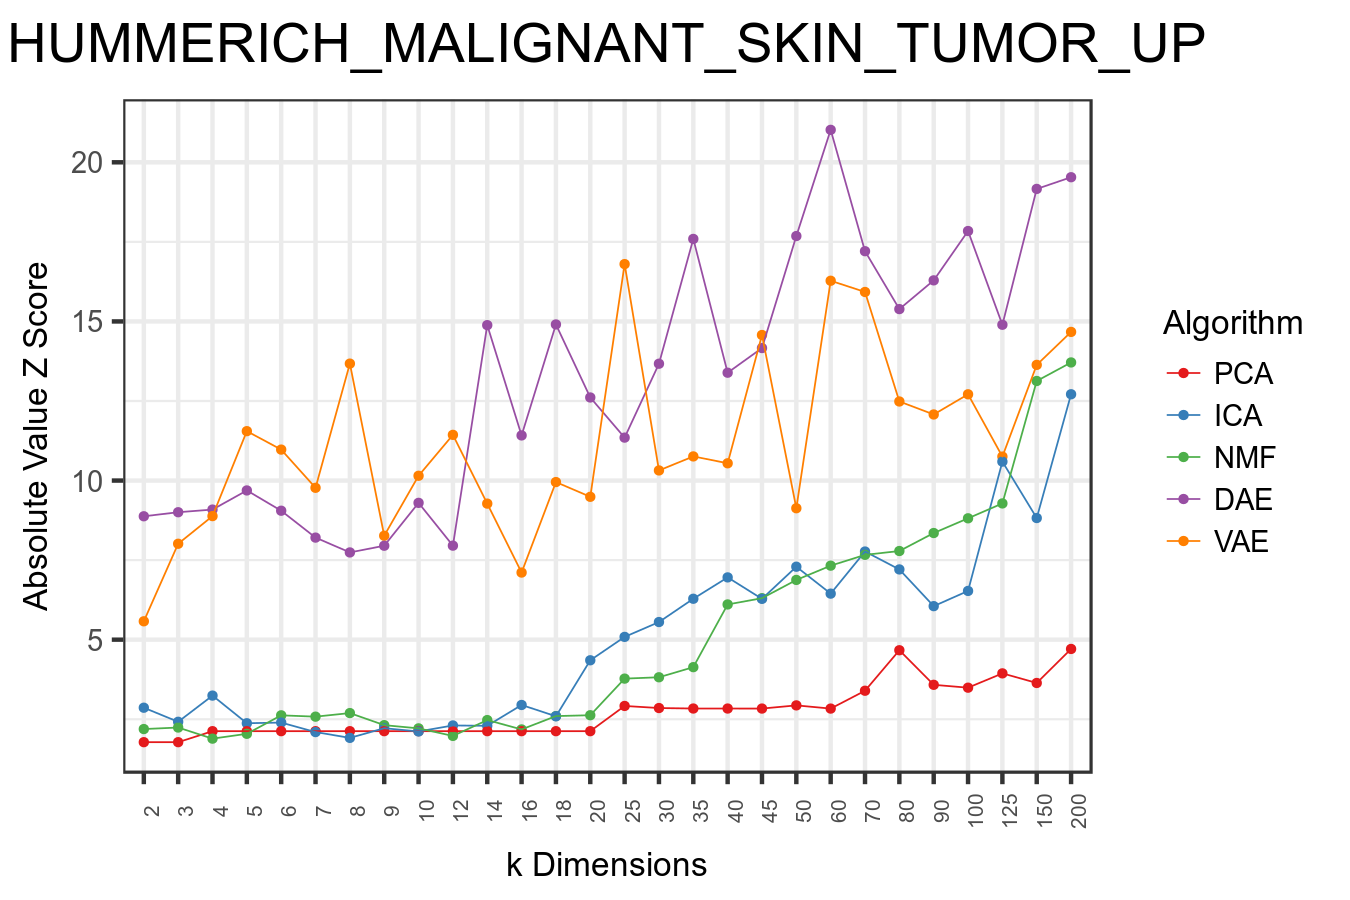 HUMMERICH_MALIGNANT_SKIN_TUMOR_UP
Absolute Value Z Score
20
15
10
5
2 3 4 5 6 7 8 9 10 12 14 16 18 20 25 30 35 40 45 50 60 70 80 90 100 125 150 200
k Dimensions
Algorithm
PCA
ICA
NMF
DAE
VAE